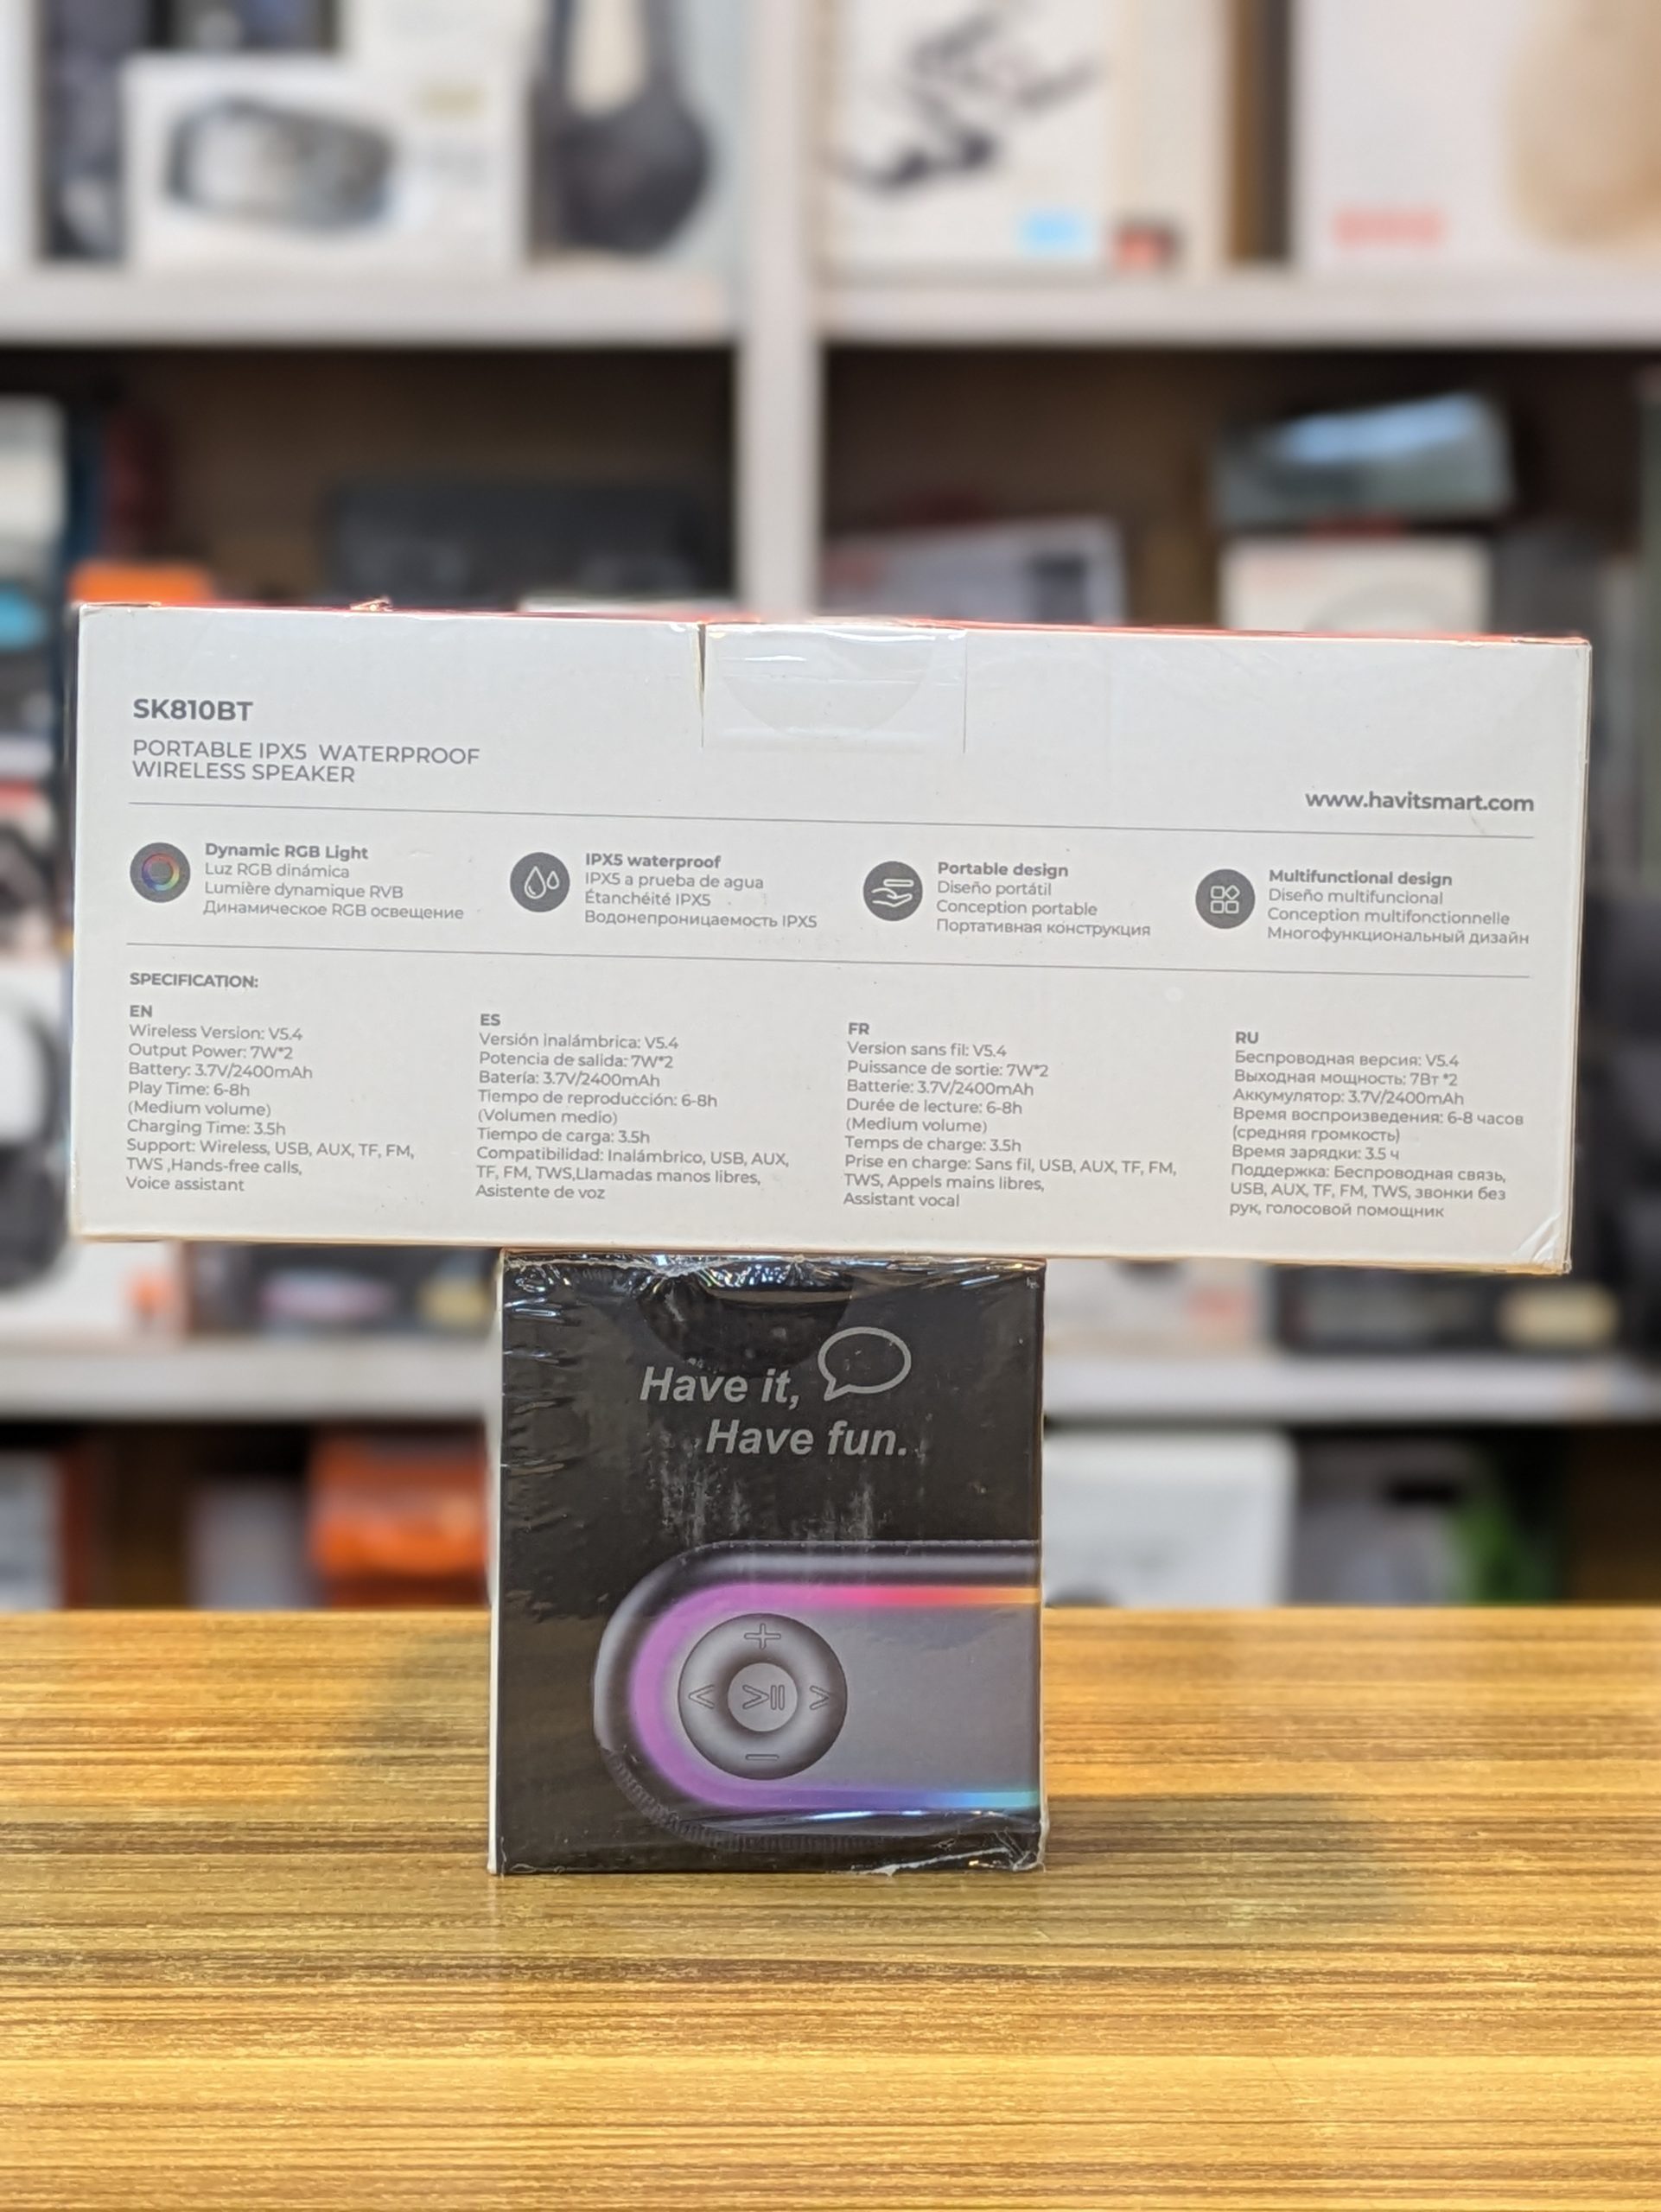 SK810BT
PORTABLE IPX5 WATERPROOF
WIRELESS SPEAKER
www.havitsmart.com
Dynamic RGB Light
Luz RGB dinámica
Lumière dynamique RVB
Динамическое RGB освещение
IPX5 waterproof
IPX5 a prueba de agua
Étanchéité IPX5
Водонепроницаемость IPX5
Portable design
Diseño portátil
Conception portable
Портативная конструкция
Multifunctional design
Diseño multifuncional
Conception multifonctionnelle
Многофункциональный дизайн
SPECIFICATION:
EN
Wireless Version: V5.4
Output Power: 7W*2
Battery: 3.7V/2400mAh
Play Time: 6-8h
(Medium volume)
Charging Time: 3.5h
Support: Wireless, USB, AUX, TF, FM,
TWS ,Hands-free calls,
Voice assistant
ES
Versión inalámbrica: V5.4
Potencia de salida: 7W*2
Batería: 3.7V/2400mAh
Tiempo de reproducción: 6-8h
(Volumen medio)
Tiempo de carga: 3.5h
Compatibilidad: Inalámbrico, USB, AUX,
TF, FM, TWS,Llamadas manos libres,
Asistente de voz
FR
Version sans fil: V5.4
Puissance de sortie: 7W*2
Batterie: 3.7V/2400mAh
Durée de lecture: 6-8h
(Medium volume)
Temps de charge: 3.5h
Prise en charge: Sans fil, USB, AUX, TF, FM,
TWS, Appels mains libres,
Assistant vocal
RU
Беспроводная версия: V5.4
Выходная мощность: 7Вт *2
Аккумулятор: 3.7V/2400mAh
Время воспроизведения: 6-8 часов
(средняя громкость)
Время зарядки: 3.5 ч
Поддержка: Беспроводная связь,
USB, AUX, TF, FM, TWS, звонки без
рук, голосовой помощник
Have it,
Have fun.